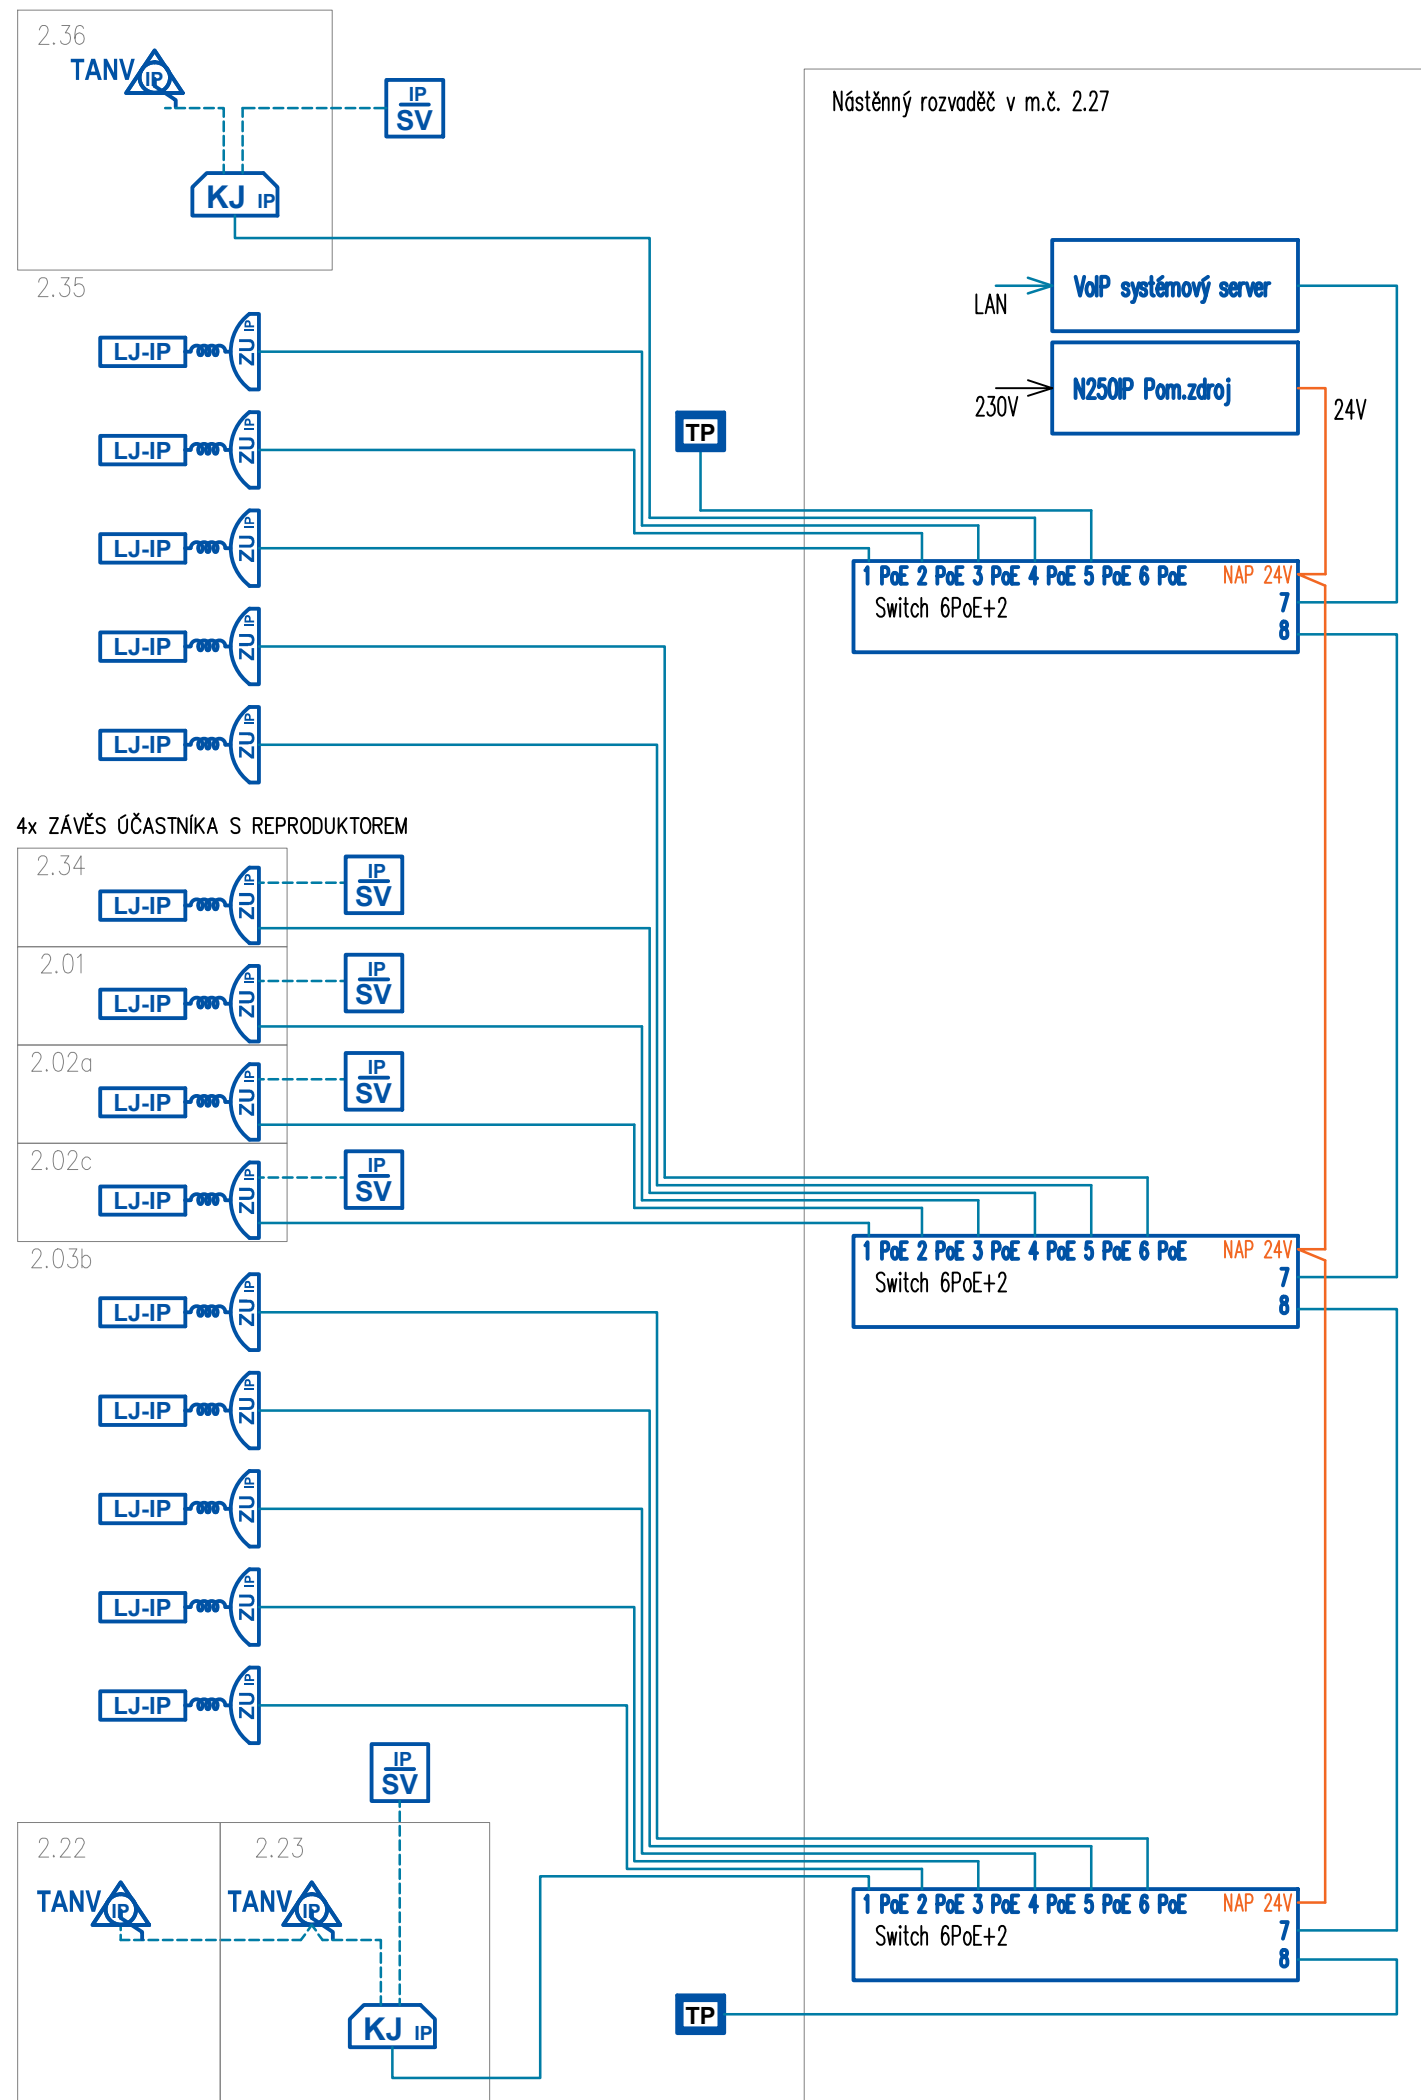 2.36
TANV IP
IP
SV
KJ IP
2.35
LJ-IP ZU IP
LJ-IP ZU IP
LJ-IP ZU IP
LJ-IP ZU IP
LJ-IP ZU IP
4x ZÁVĚS ÚČASTNÍKA S REPRODUKTOREM
2.34
LJ-IP ZU IP
IP
SV
2.01
LJ-IP ZU IP
IP
SV
2.02a
LJ-IP ZU IP
IP
SV
2.02c
LJ-IP ZU IP
IP
SV
2.03b
LJ-IP ZU IP
LJ-IP ZU IP
LJ-IP ZU IP
LJ-IP ZU IP
LJ-IP ZU IP
IP
SV
2.22
TANV IP
2.23
TANV IP
KJ IP
TP
TP
Nástěnný rozvaděč v m.č. 2.27
LAN
VoIP systémový server
230V
N250IP Pom.zdroj
24V
1 PoE 2 PoE 3 PoE 4 PoE 5 PoE 6 PoE NAP 24V
Switch 6PoE+2
7
8
1 PoE 2 PoE 3 PoE 4 PoE 5 PoE 6 PoE NAP 24V
Switch 6PoE+2
7
8
1 PoE 2 PoE 3 PoE 4 PoE 5 PoE 6 PoE NAP 24V
Switch 6PoE+2
7
8